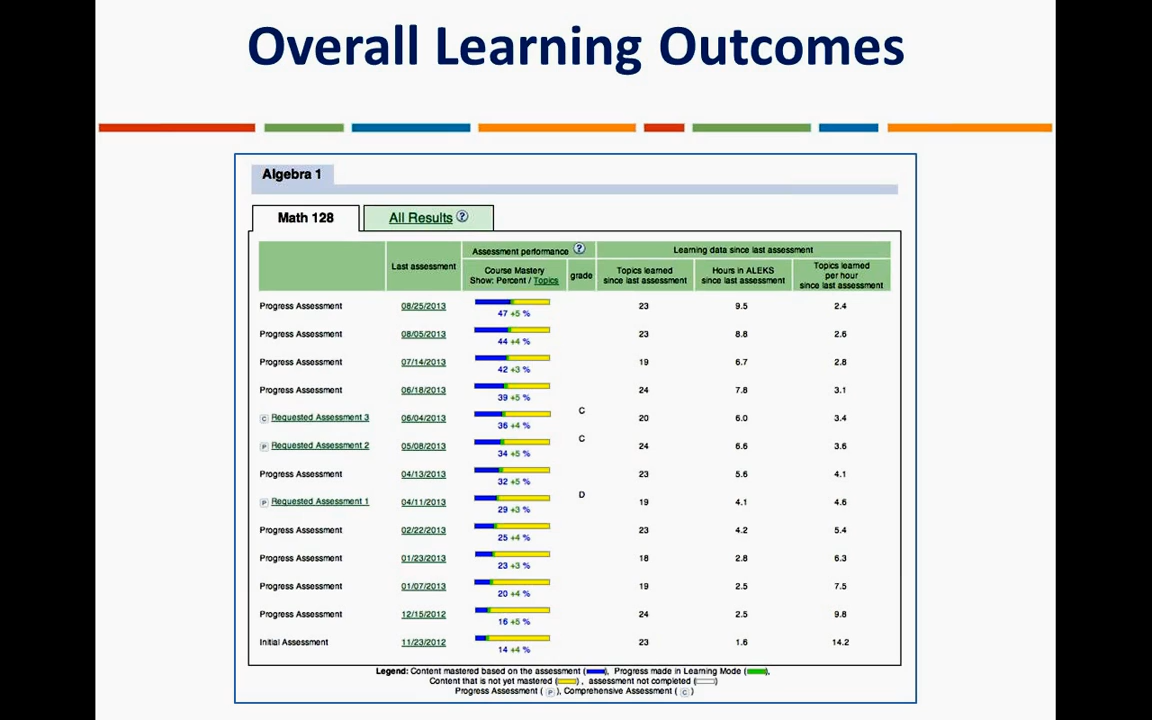 Overall Learning Outcomes
Algebra 1
Math 128 All Results ?
Assessment performance ? Learning data since last assessment
Last assessment Course Mastery Show: Percent / Topics grade Topics learned since last assessment Hours in ALEKS since last assessment Topics learned per hour since last assessment
Progress Assessment 08/25/2013 47 +5 % 23 9.5 2.4
Progress Assessment 08/05/2013 44 +4 % 23 8.8 2.6
Progress Assessment 07/14/2013 42 +3 % 19 6.7 2.8
Progress Assessment 06/18/2013 39 +5 % 24 7.8 3.1
C Requested Assessment 3 06/04/2013 36 +4 % C 20 6.0 3.4
P Requested Assessment 2 05/08/2013 34 +5 % C 24 6.6 3.6
Progress Assessment 04/13/2013 32 +5 % 23 5.6 4.1
P Requested Assessment 1 04/11/2013 29 +3 % D 19 4.1 4.6
Progress Assessment 02/22/2013 25 +4 % 23 4.2 5.4
Progress Assessment 01/23/2013 23 +3 % 18 2.8 6.3
Progress Assessment 01/07/2013 20 +4 % 19 2.5 7.5
Progress Assessment 12/15/2012 16 +5 % 24 2.5 9.8
Initial Assessment 11/23/2012 14 +4 % 23 1.6 14.2
Legend: Content mastered based on the assessment ( ), Progress made in Learning Mode ( ),
Content that is not yet mastered ( ) , assessment not completed ( )
Progress Assessment ( P ), Comprehensive Assessment ( C )